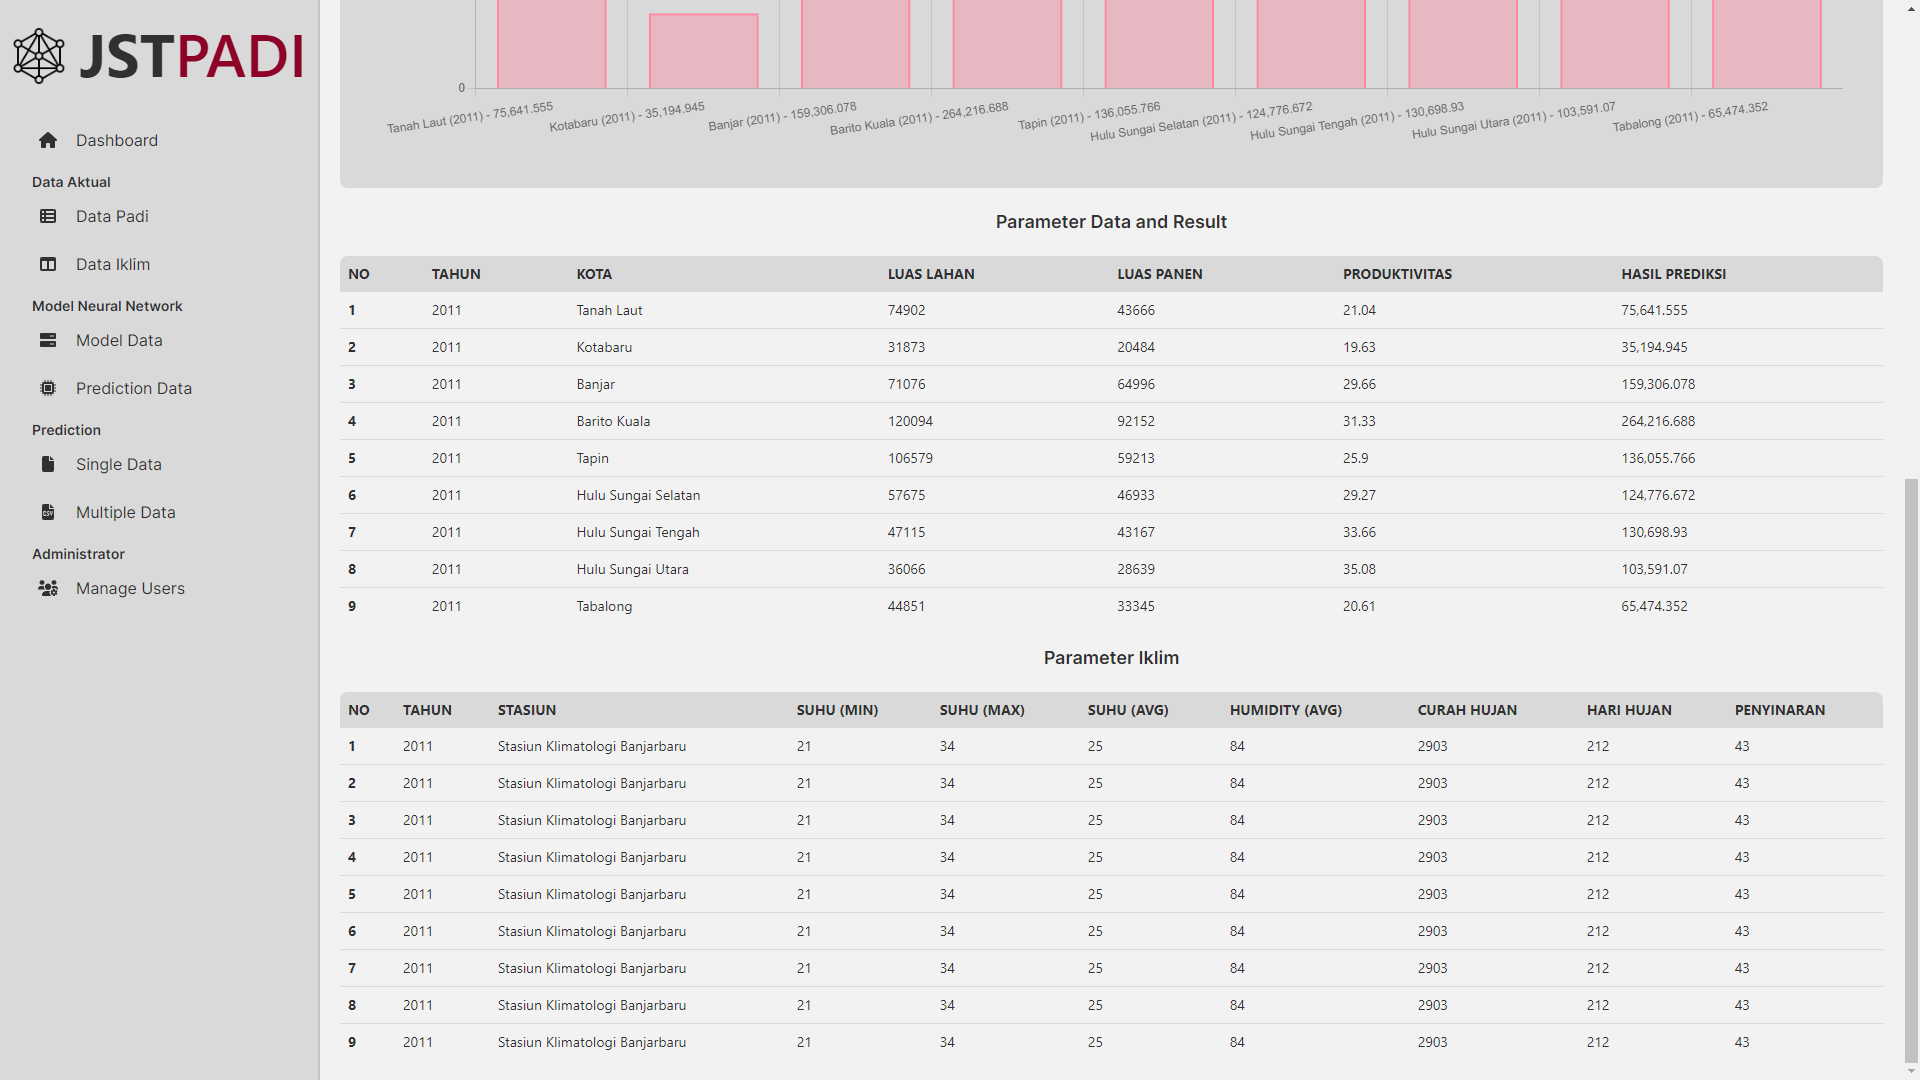 JSTPADI
Dashboard
Data Aktual
Data Padi
Data Iklim
Model Neural Network
Model Data
Prediction Data
Prediction
Single Data
Multiple Data
Administrator
Manage Users
0
Tanah Laut (2011) - 75,641.555
Kotabaru (2011) - 35,194.945
Banjar (2011) - 159,306.078
Barito Kuala (2011) - 264,216.688
Tapin (2011) - 136,055.766
Hulu Sungai Selatan (2011) - 124,776.672
Hulu Sungai Tengah (2011) - 130,698.93
Hulu Sungai Utara (2011) - 103,591.07
Tabalong (2011) - 65,474.352
Parameter Data and Result
NO TAHUN KOTA LUAS LAHAN LUAS PANEN PRODUKTIVITAS HASIL PREDIKSI
1 2011 Tanah Laut 74902 43666 21.04 75,641.555
2 2011 Kotabaru 31873 20484 19.63 35,194.945
3 2011 Banjar 71076 64996 29.66 159,306.078
4 2011 Barito Kuala 120094 92152 31.33 264,216.688
5 2011 Tapin 106579 59213 25.9 136,055.766
6 2011 Hulu Sungai Selatan 57675 46933 29.27 124,776.672
7 2011 Hulu Sungai Tengah 47115 43167 33.66 130,698.93
8 2011 Hulu Sungai Utara 36066 28639 35.08 103,591.07
9 2011 Tabalong 44851 33345 20.61 65,474.352
Parameter Iklim
NO TAHUN STASIUN SUHU (MIN) SUHU (MAX) SUHU (AVG) HUMIDITY (AVG) CURAH HUJAN HARI HUJAN PENYINARAN
1 2011 Stasiun Klimatologi Banjarbaru 21 34 25 84 2903 212 43
2 2011 Stasiun Klimatologi Banjarbaru 21 34 25 84 2903 212 43
3 2011 Stasiun Klimatologi Banjarbaru 21 34 25 84 2903 212 43
4 2011 Stasiun Klimatologi Banjarbaru 21 34 25 84 2903 212 43
5 2011 Stasiun Klimatologi Banjarbaru 21 34 25 84 2903 212 43
6 2011 Stasiun Klimatologi Banjarbaru 21 34 25 84 2903 212 43
7 2011 Stasiun Klimatologi Banjarbaru 21 34 25 84 2903 212 43
8 2011 Stasiun Klimatologi Banjarbaru 21 34 25 84 2903 212 43
9 2011 Stasiun Klimatologi Banjarbaru 21 34 25 84 2903 212 43